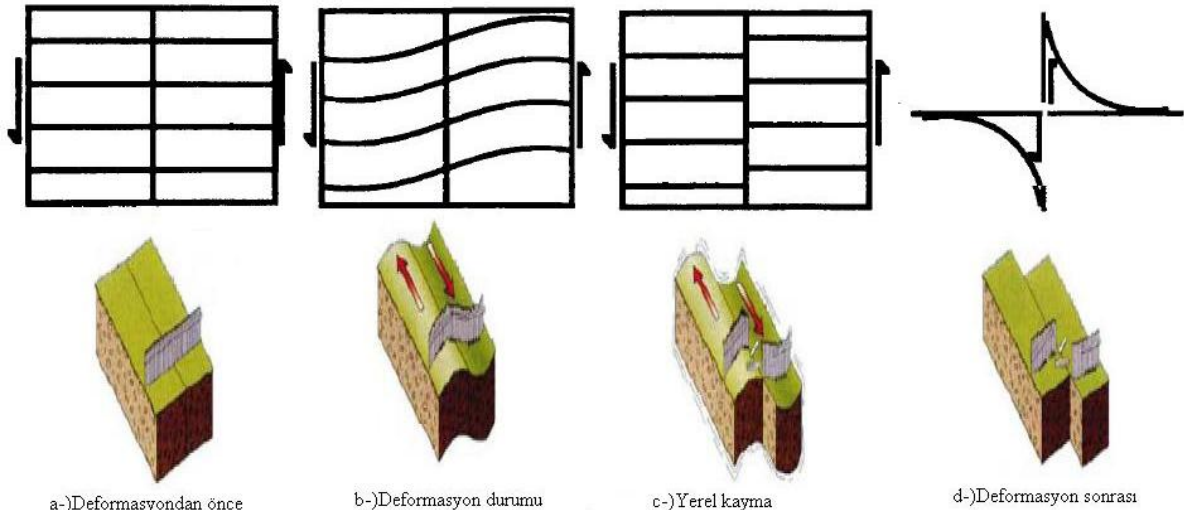 a-)Deformasyondan önce
b-)Deformasyon durumu
c-)Yerel kayma
d-)Deformasyon sonrası